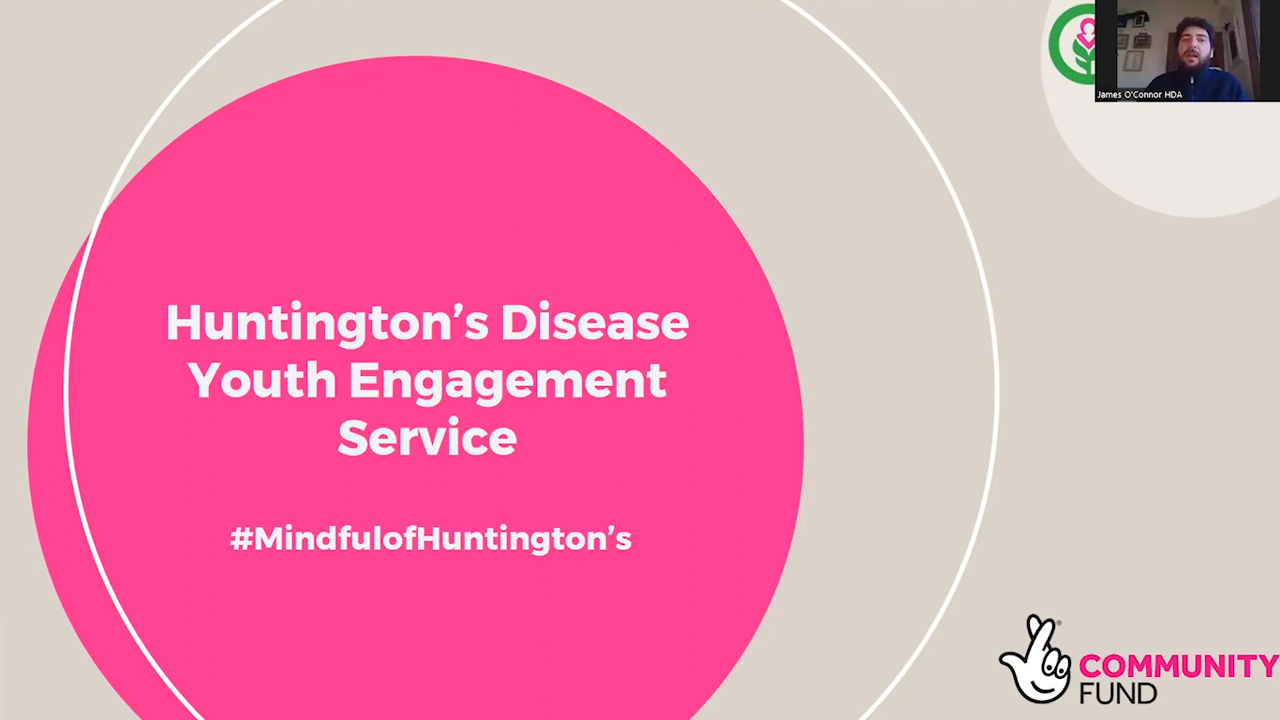 James O'Connor HDA
Huntington’s Disease
Youth Engagement
Service
#MindfulofHuntington’s
COMMUNITY
FUND